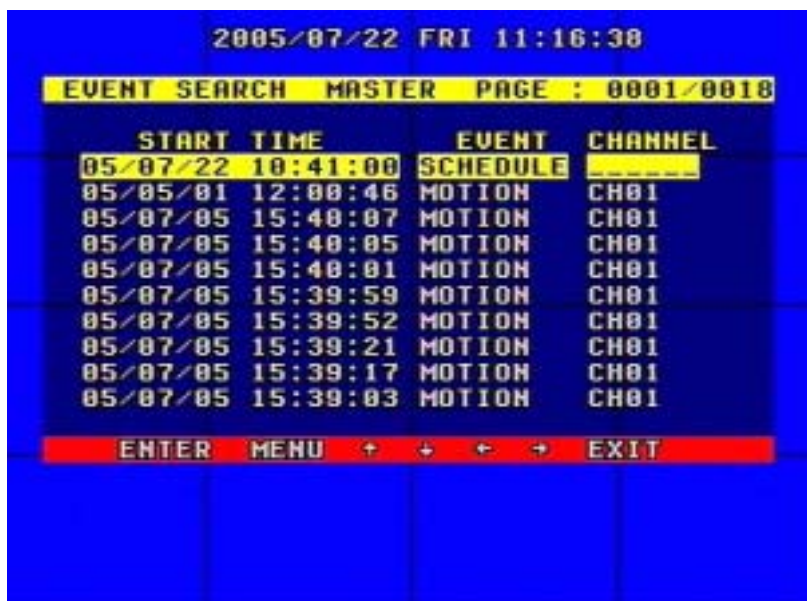 2005/07/22 FRI 11:16:38
EVENT SEARCH MASTER PAGE : 0001/0018
START TIME EVENT CHANNEL
05/07/22 10:41:00 SCHEDULE ______
05/05/01 12:00:46 MOTION CH01
05/07/05 15:40:07 MOTION CH01
05/07/05 15:40:05 MOTION CH01
05/07/05 15:40:01 MOTION CH01
05/07/05 15:39:59 MOTION CH01
05/07/05 15:39:52 MOTION CH01
05/07/05 15:39:21 MOTION CH01
05/07/05 15:39:17 MOTION CH01
05/07/05 15:39:03 MOTION CH01
ENTER MENU ↑ ↓ ← → EXIT